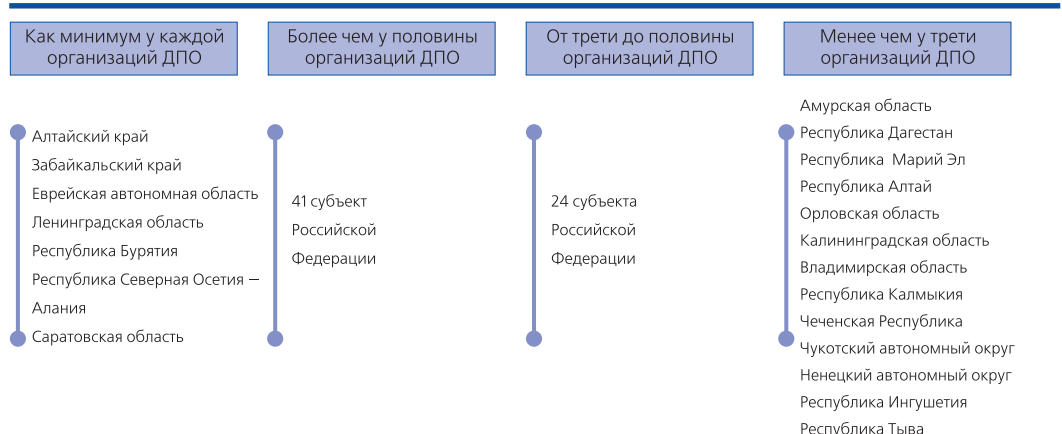 Как минимум у каждой
организаций ДПО
Более чем у половины
организаций ДПО
От трети до половины
организаций ДПО
Менее чем у трети
организаций ДПО
Алтайский край
Забайкальский край
Еврейская автономная область
Ленинградская область
Республика Бурятия
Республика Северная Осетия —
Алания
Саратовская область
41 субъект
Российской
Федерации
24 субъекта
Российской
Федерации
Амурская область
Республика Дагестан
Республика Марий Эл
Республика Алтай
Орловская область
Калининградская область
Владимирская область
Республика Калмыкия
Чеченская Республика
Чукотский автономный округ
Ненецкий автономный округ
Республика Ингушетия
Республика Тыва